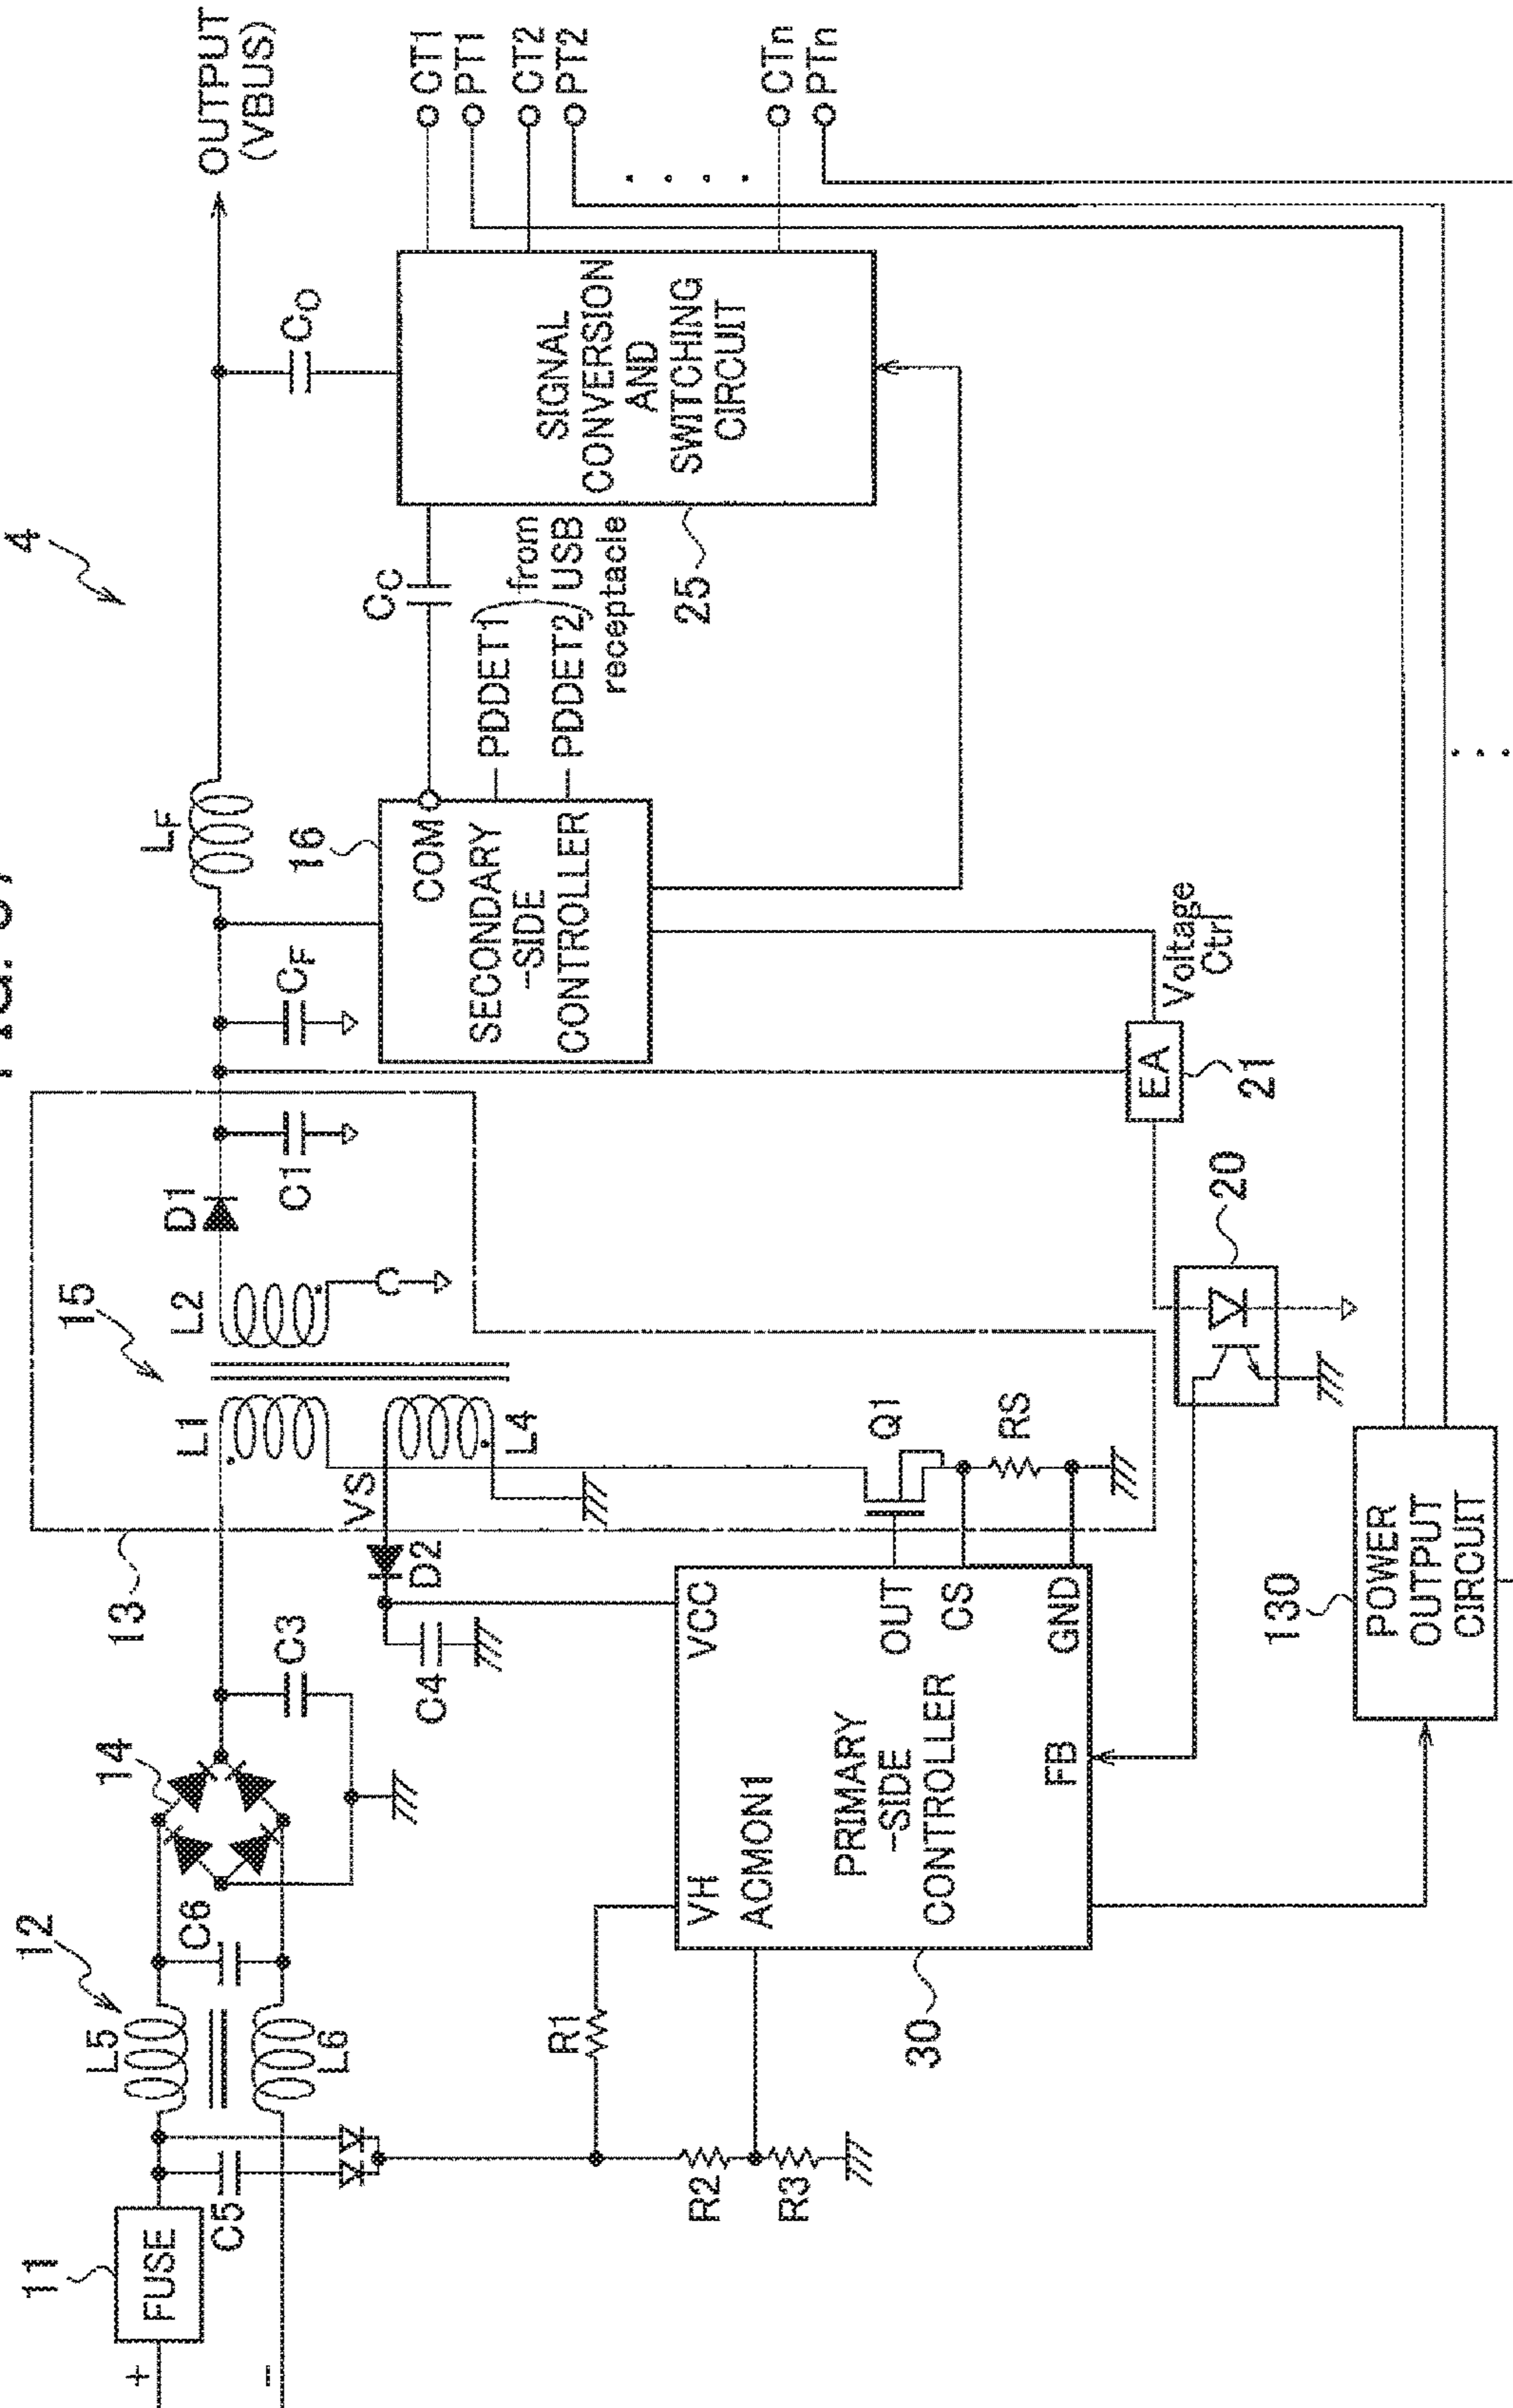 4
OUTPUT
(VBUS)
LF
CO
CC
CF
16
COM
SECONDARY
-SIDE
CONTROLLER
PDDET1
PDDET2
from
USB
receptacle
SIGNAL
CONVERSION
AND
SWITCHING
CIRCUIT
25
CT1
PT1
CT2
PT2
CTn
PTn
15
13
L1
L2
L4
D1
C1
C
VS
D2
C4
C3
14
12
L5
L6
C6
C5
11
FUSE
+
-
R1
R2
R3
30
VH
ACMON1
VCC
PRIMARY
-SIDE
CONTROLLER
OUT
CS
GND
FB
Q1
RS
20
EA
21
Voltage
Ctrl
130
POWER
OUTPUT
CIRCUIT